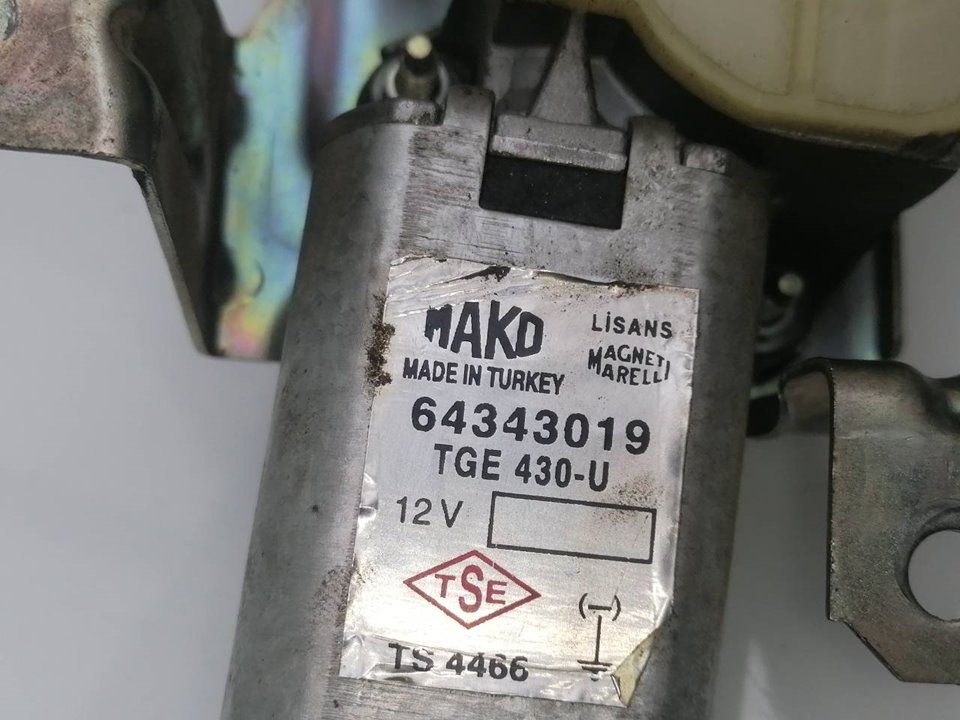 MAKO
LİSANS
MAGNETI
MARELLI
MADE IN TURKEY
64343019
TGE 430-U
12V
TSE
(-)
TS 4466